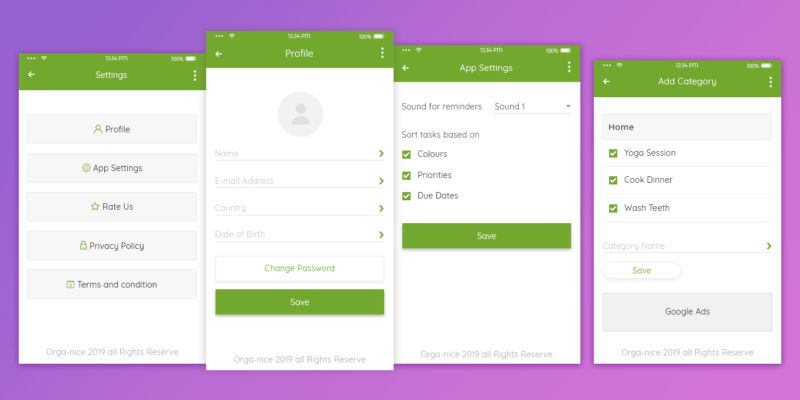 12:34 PM 100%
Settings
Profile
App Settings
Rate Us
Privacy Policy
Terms and condition
Orga-nice 2019 all Rights Reserve
12:34 PM 100%
Profile
Name
E-mail Address
Country
Date of Birth
Change Password
Save
Orga-nice 2019 all Rights Reserve
12:34 PM 100%
App Settings
Sound for reminders Sound 1
Sort tasks based on
Colours
Priorities
Due Dates
Save
Orga-nice 2019 all Rights Reserve
12:34 PM 100%
Add Category
Home
Yoga Session
Cook Dinner
Wash Teeth
Category Name
Save
Google Ads
Orga-nice 2019 all Rights Reserve